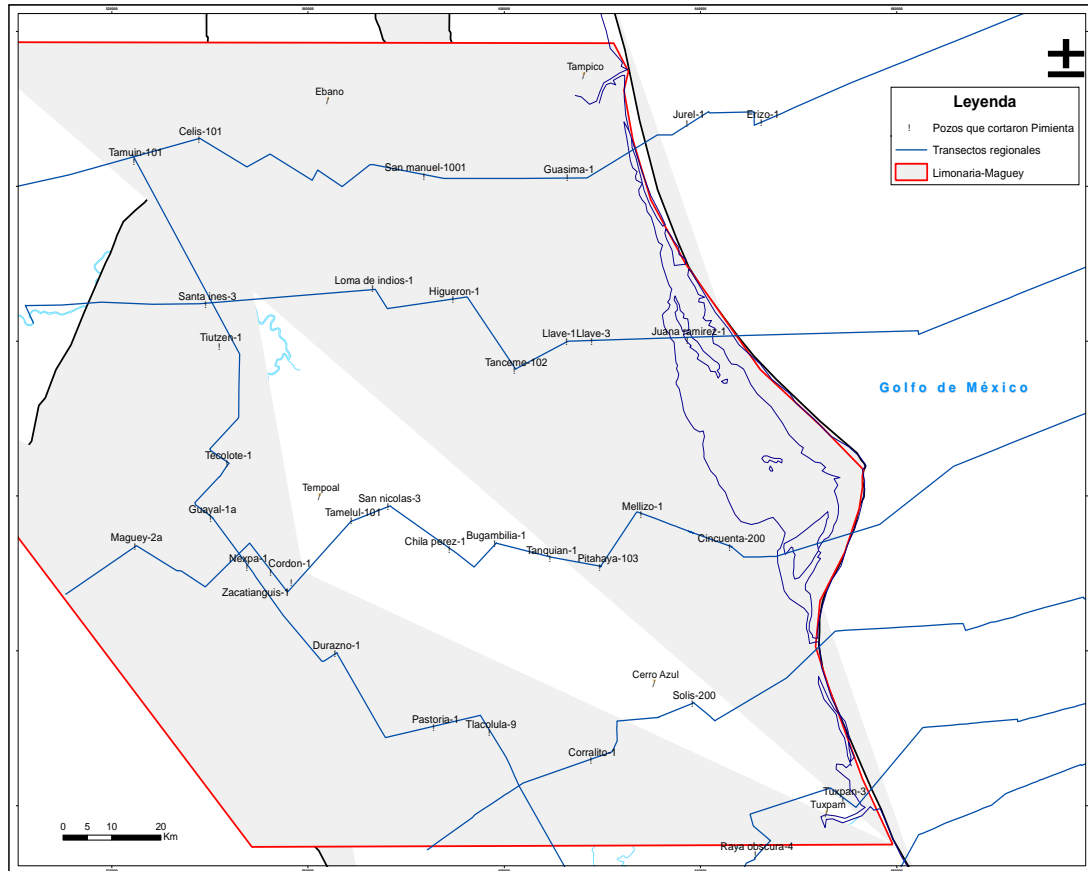 Tampico
Ebano
Jurel-1
Erizo-1
Leyenda
! Pozos que cortaron Pimienta
Transectos regionales
Limonaria-Maguey
Celis-101
Tamuin-101
San manuel-1001
Guasima-1
Loma de indios-1
Santa ines-3
Higueron-1
Tiutzen-1
Llave-1
Llave-3
Juana ramirez-1
Tanceme-102
Golfo de México
Tecolote-1
Tempoal
San nicolas-3
Guayal-1a
Tamelul-101
Mellizo-1
Maguey-2a
Chila perez-1
Bugambilia-1
Cincuenta-200
Nexpa-1
Cordon-1
Tanquian-1
Pitahaya-103
Zacatianguis-1
Durazno-1
Cerro Azul
Solis-200
Pastoria-1
Tlacolula-9
Corralito-1
Tuxpan-3
Tuxpam
0 5 10 20
Km
Raya obscura-4